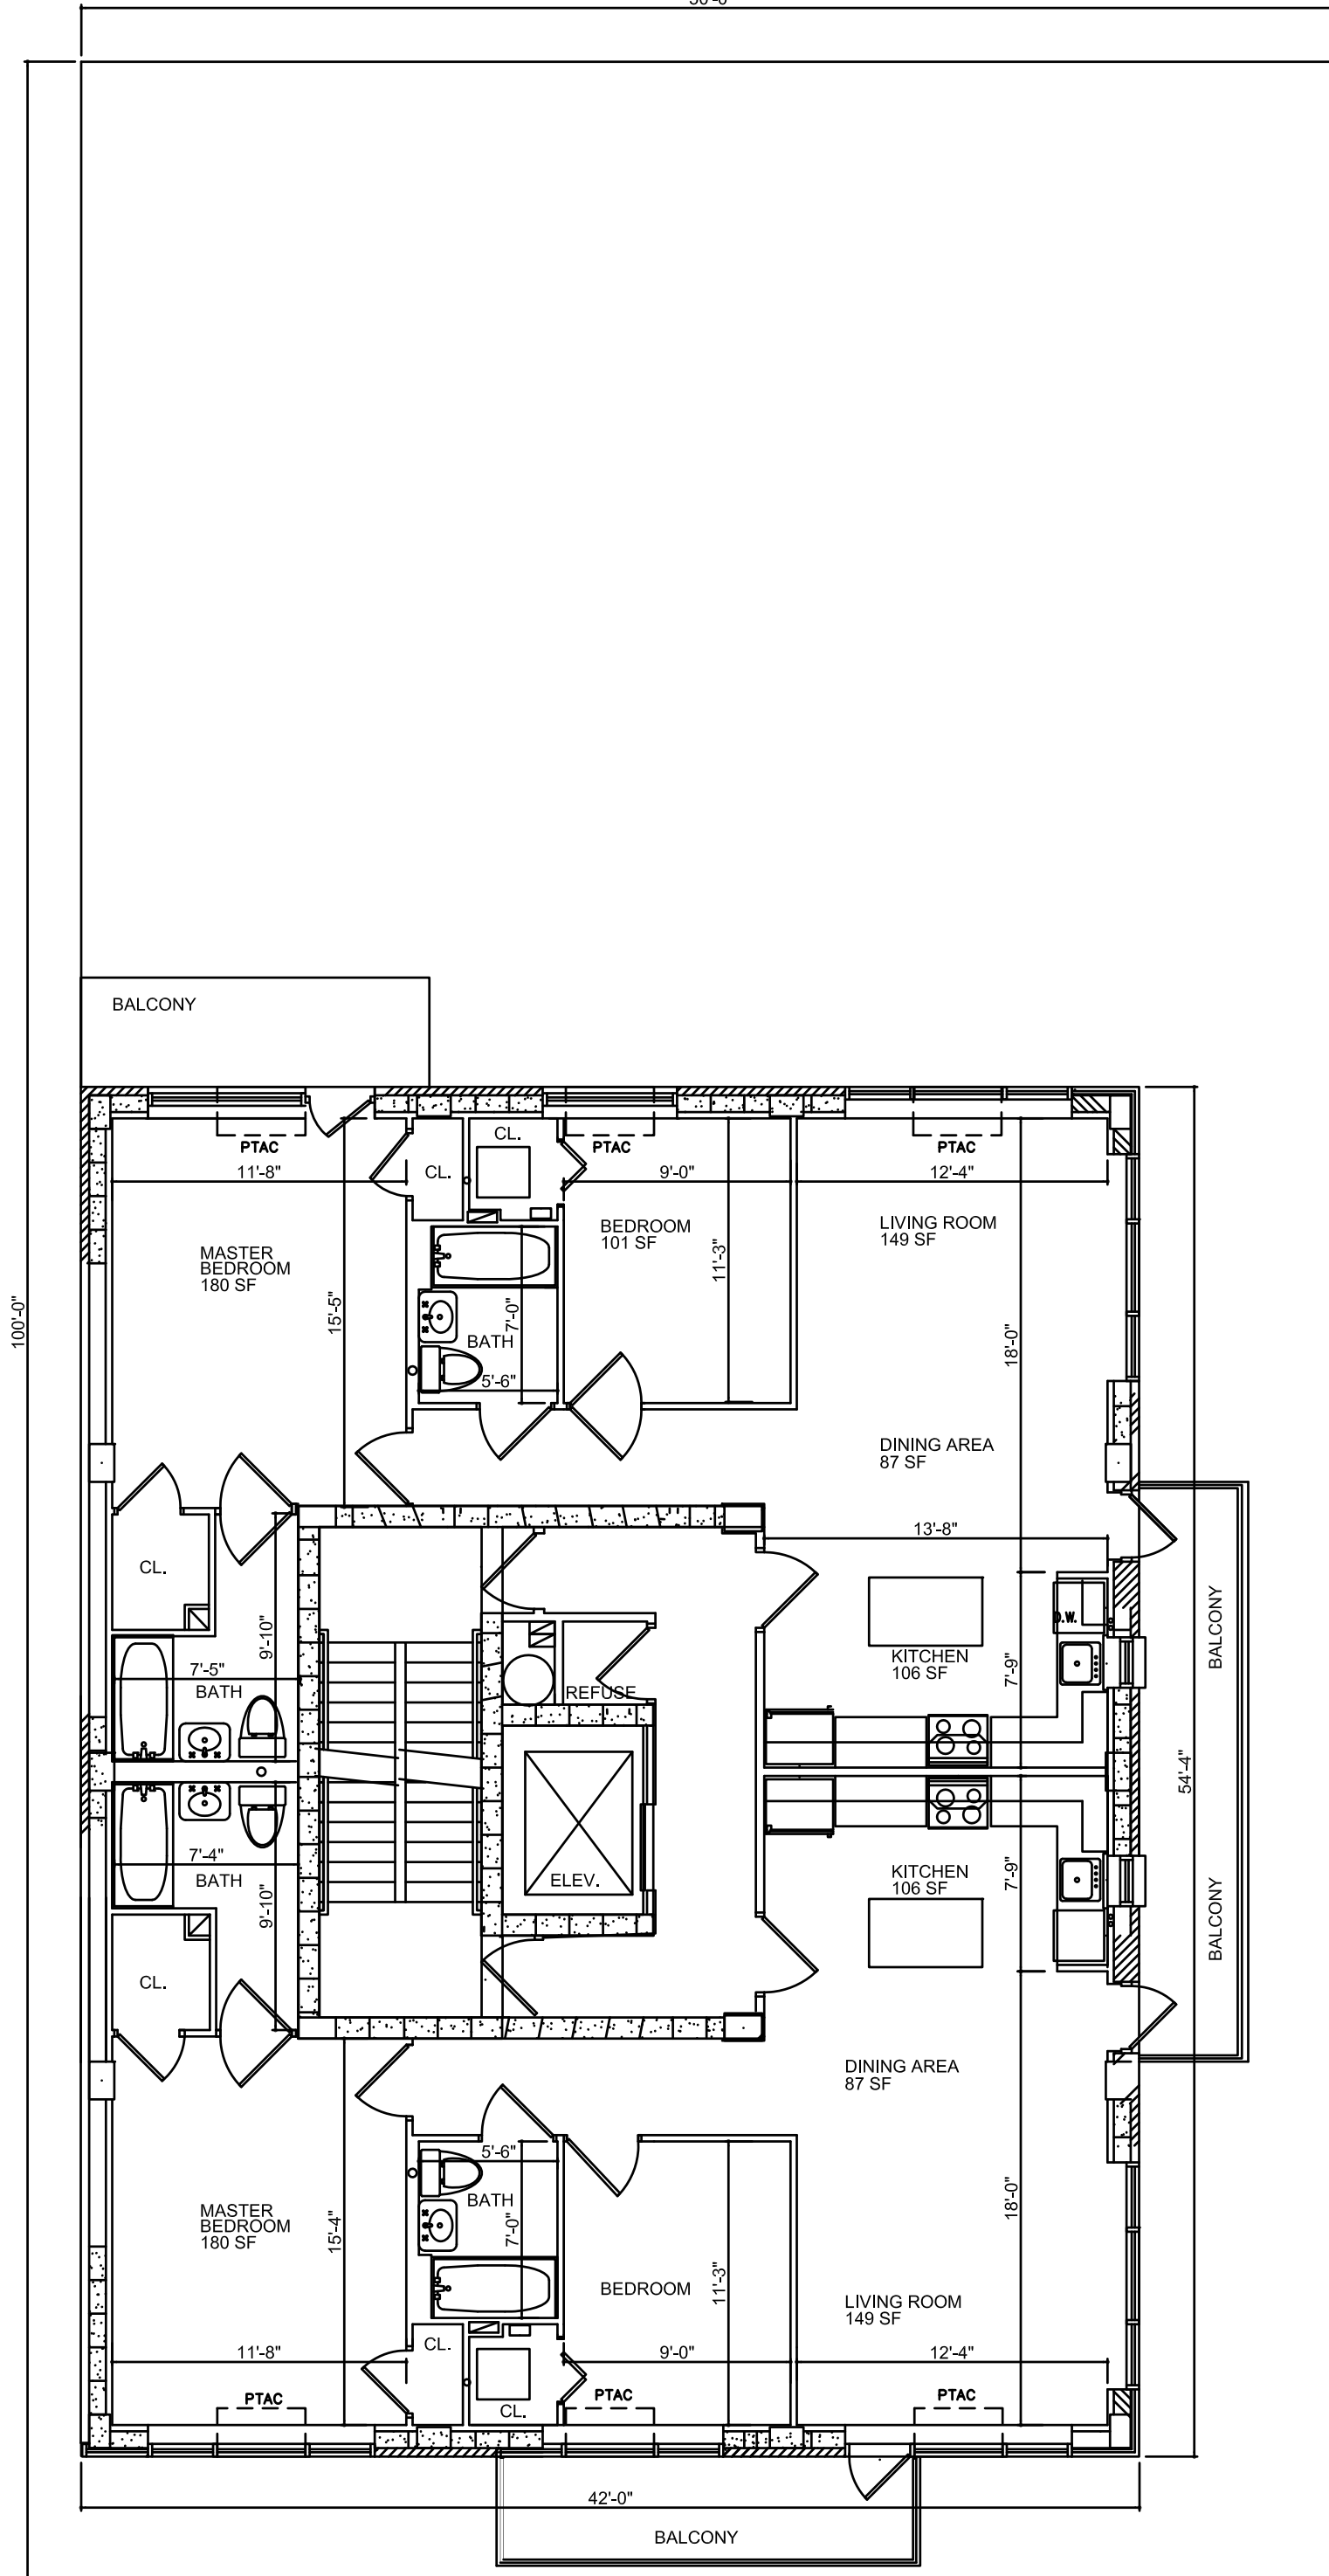 BALCONY
PTAC
11'-8"
CL.
CL.
PTAC
9'-0"
PTAC
12'-4"
MASTER
BEDROOM
180 SF
15'-5"
BEDROOM
101 SF
11'-3"
LIVING ROOM
149 SF
7'-0"
BATH
5'-6"
18'-0"
100'-0"
DINING AREA
87 SF
13'-8"
CL.
9'-10"
7'-5"
BATH
REFUSE
D.W.
KITCHEN
106 SF
7'-9"
BALCONY
54'-4"
7'-4"
BATH
9'-10"
ELEV.
KITCHEN
106 SF
7'-9"
BALCONY
CL.
DINING AREA
87 SF
5'-6"
BATH
7'-0"
MASTER
BEDROOM
180 SF
15'-4"
BEDROOM
11'-3"
18'-0"
LIVING ROOM
149 SF
11'-8"
CL.
9'-0"
12'-4"
PTAC
CL.
PTAC
PTAC
42'-0"
BALCONY